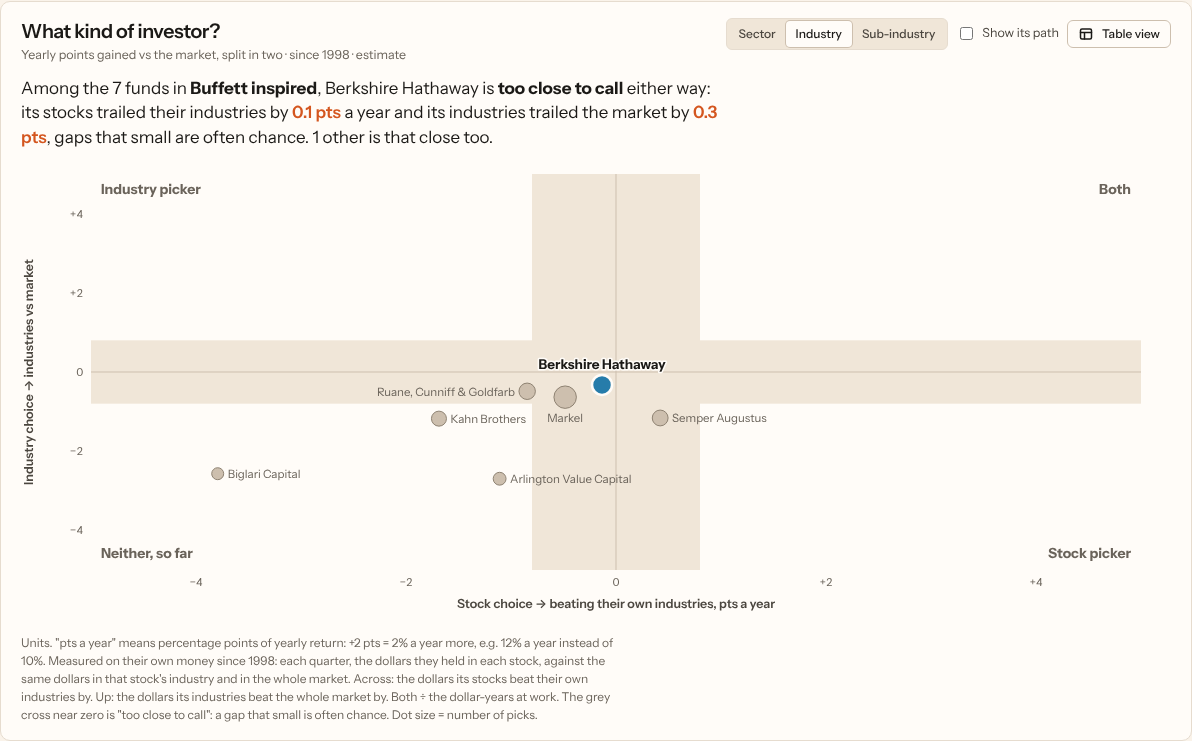 What kind of investor?
Sector Industry Sub-industry Show its path Table view
Yearly points gained vs the market, split in two · since 1998 · estimate
Among the 7 funds in Buffett inspired, Berkshire Hathaway is too close to call either way:
its stocks trailed their industries by 0.1 pts a year and its industries trailed the market by 0.3
pts, gaps that small are often chance. 1 other is that close too.
Industry picker
Both
+4
+2
0
−2
−4
Industry choice → industries vs market
Berkshire Hathaway
Ruane, Cunniff & Goldfarb
Kahn Brothers
Markel
Semper Augustus
Biglari Capital
Arlington Value Capital
Neither, so far
Stock picker
−4
−2
0
+2
+4
Stock choice → beating their own industries, pts a year
Units. "pts a year" means percentage points of yearly return: +2 pts = 2% a year more, e.g. 12% a year instead of
10%. Measured on their own money since 1998: each quarter, the dollars they held in each stock, against the
same dollars in that stock's industry and in the whole market. Across: the dollars its stocks beat their own
industries by. Up: the dollars its industries beat the whole market by. Both ÷ the dollar-years at work. The grey
cross near zero is "too close to call": a gap that small is often chance. Dot size = number of picks.